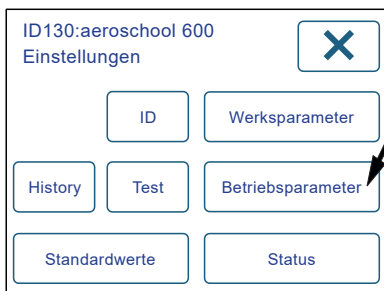 ID130:aeroschool 600
Einstellungen
ID
Werksparameter
History
Test
Betriebsparameter
Standardwerte
Status